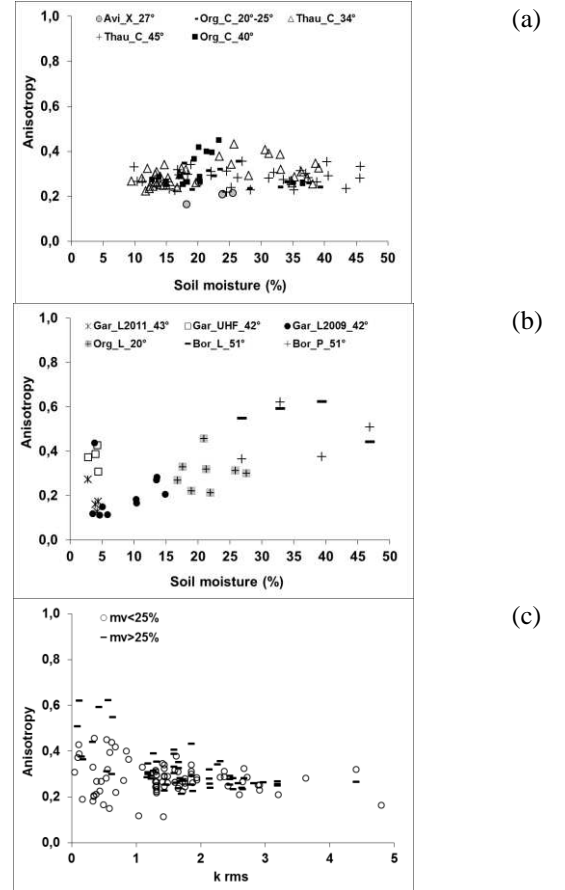 Avi_X_27° Org_C_20°-25° Thau_C_34°
Thau_C_45° Org_C_40°
(a)
1,0
0,8
0,6
0,4
0,2
0,0
Anisotropy
0 5 10 15 20 25 30 35 40 45 50
Soil moisture (%)
Gar_L2011_43° Gar_UHF_42° Gar_L2009_42°
Org_L_20° Bor_L_51° Bor_P_51°
(b)
1,0
0,8
0,6
0,4
0,2
0,0
Anisotropy
0 5 10 15 20 25 30 35 40 45 50
Soil moisture (%)
mv<25%
mv>25%
(c)
1,0
0,8
0,6
0,4
0,2
0,0
Anisotropy
0 1 2 3 4 5
k rms